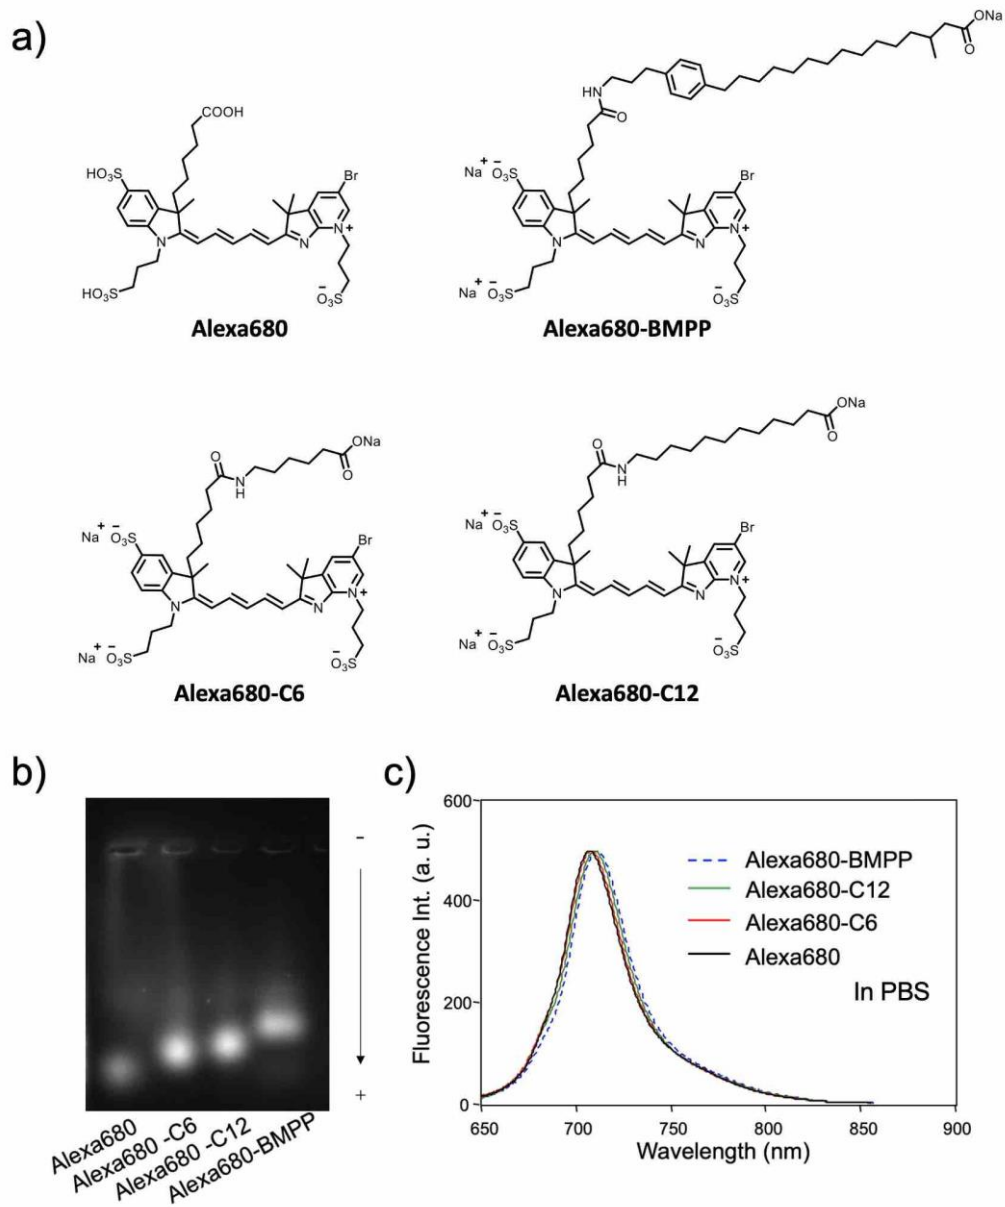 a)
ONa
O
HN
O
COOH
HO₃S
Br
N
N
N
+
HO₃S
⁻O₃S
Alexa680
Na⁺ ⁻O₃S
Br
N
N
N
+
Na⁺ ⁻O₃S
⁻O₃S
Alexa680-BMPP
ONa
O
O
N
H
Na⁺ ⁻O₃S
Br
N
N
N
+
Na⁺ ⁻O₃S
⁻O₃S
Alexa680-C6
ONa
O
O
N
H
Na⁺ ⁻O₃S
Br
N
N
N
+
Na⁺ ⁻O₃S
⁻O₃S
Alexa680-C12
b)
-
+
Alexa680
Alexa680 -C6
Alexa680 -C12
Alexa680-BMPP
c)
Fluorescence Int. (a. u.)
600
400
200
0
650 700 750 800 850 900
Wavelength (nm)
Alexa680-BMPP
Alexa680-C12
Alexa680-C6
Alexa680
In PBS